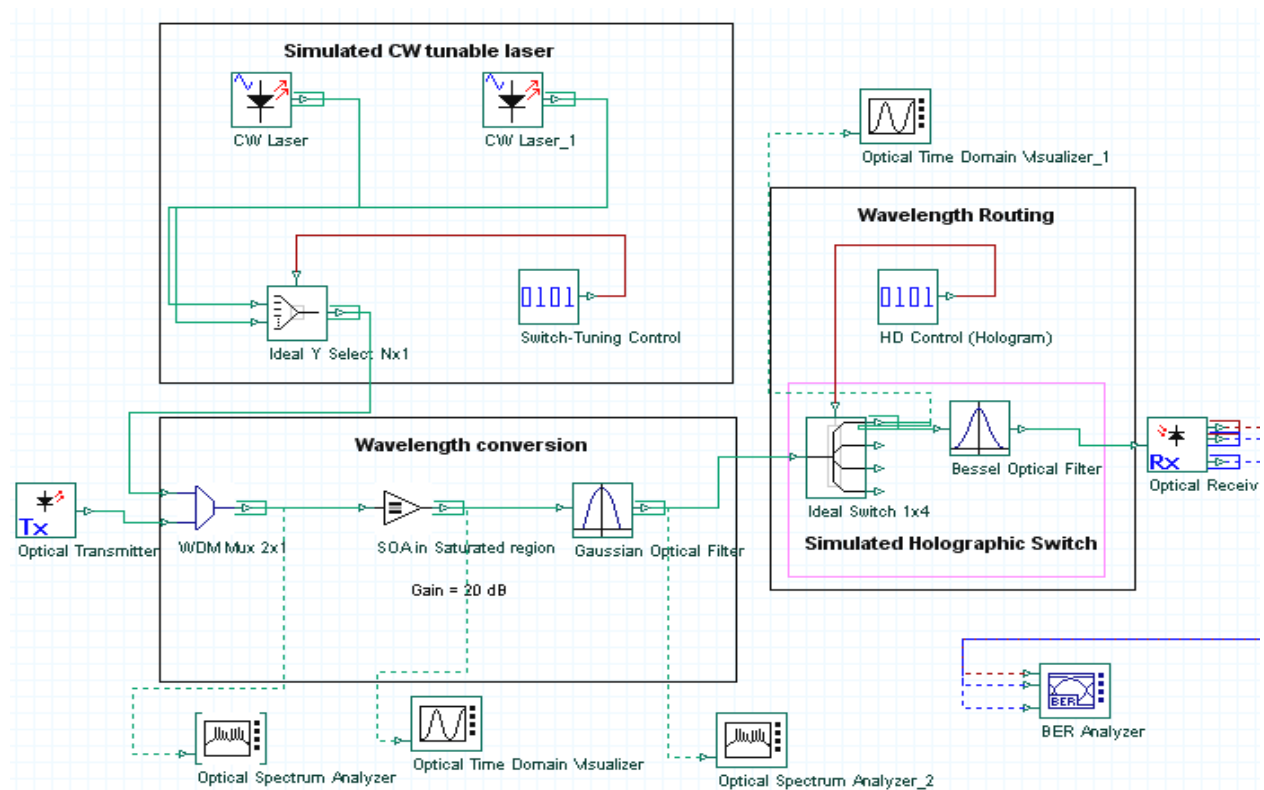 Simulated CW tunable laser
CW Laser
CW Laser_1
Optical Time Domain Visualizer_1
Wavelength Routing
0101
Switch-Tuning Control
Ideal Y Select Nx1
0101
HD Control (Hologram)
Wavelength conversion
Tx
Optical Transmitter
WDM Mux 2x1
SOA in Saturated region
Gain = 20 dB
Gaussian Optical Filter
Ideal Switch 1x4
Bessel Optical Filter
Simulated Holographic Switch
Rx
Optical Receiv
Optical Spectrum Analyzer
Optical Time Domain Visualizer
Optical Spectrum Analyzer_2
BER
BER Analyzer